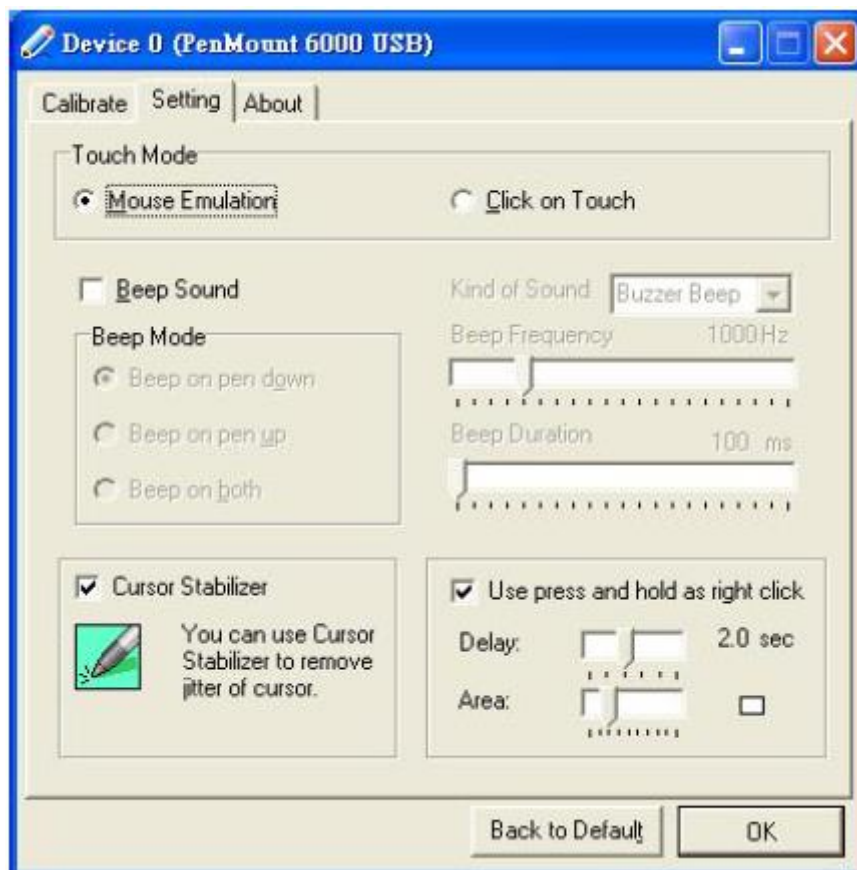 Device 0 (PenMount 6000 USB)
Calibrate Setting About
Touch Mode
Mouse Emulation Click on Touch
Beep Sound Kind of Sound Buzzer Beep
Beep Mode Beep Frequency 1000Hz
Beep on pen down
Beep on pen up Beep Duration 100 ms
Beep on both
Cursor Stabilizer
You can use Cursor
Stabilizer to remove
jitter of cursor.
Use press and hold as right click
Delay: 2.0 sec
Area:
Back to Default OK